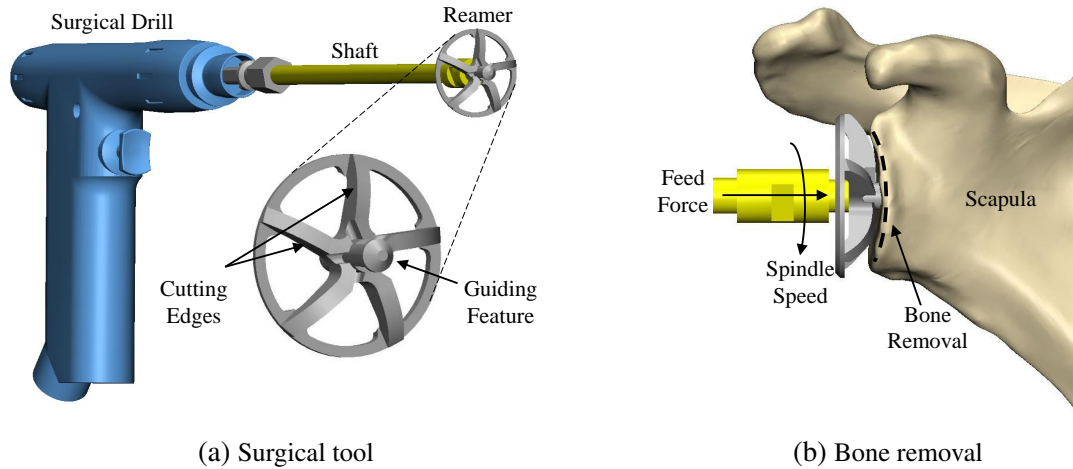 Surgical Drill
Reamer
Shaft
Cutting
Edges
Guiding
Feature
(a) Surgical tool
Feed
Force
Spindle
Speed
Scapula
Bone
Removal
(b) Bone removal